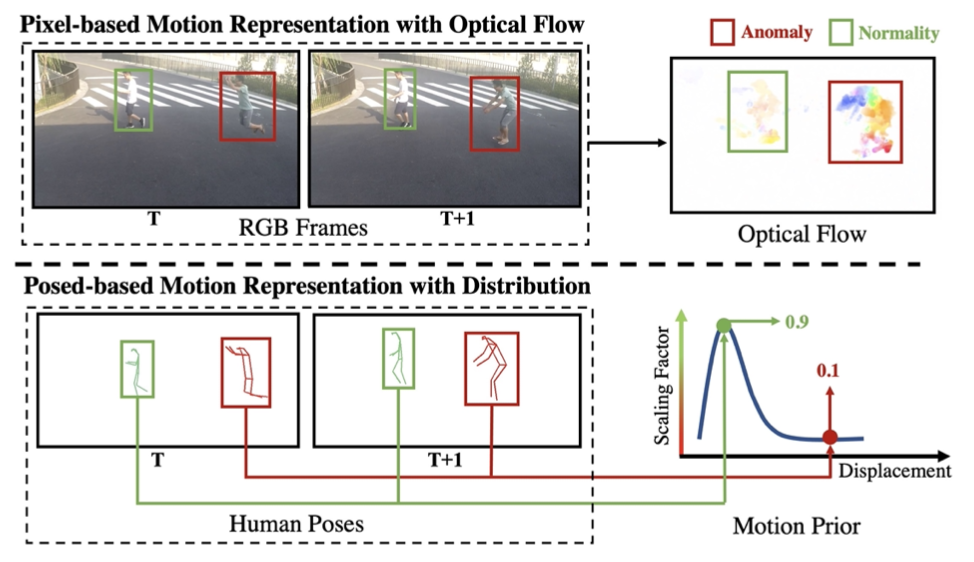 Pixel-based Motion Representation with Optical Flow
Anomaly
Normality
T
RGB Frames
T+1
Optical Flow
Posed-based Motion Representation with Distribution
T
T+1
Human Poses
Scaling Factor
0.9
0.1
Displacement
Motion Prior